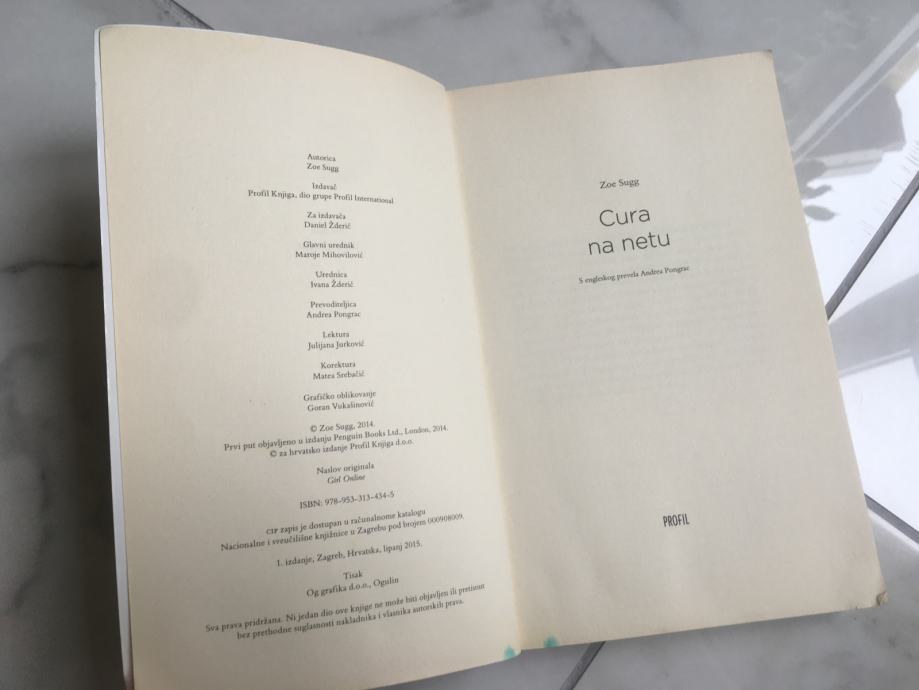 Autorica
Zoe Sugg
Izdavač
Profil Knjiga, dio grupe Profil International
Za izdavača
Daniel Žderić
Glavni urednik
Maroje Mihovilović
Urednica
Ivana Žderić
Prevoditeljica
Andrea Pongrac
Lektura
Julijana Jurković
Korektura
Matea Srebačić
Grafičko oblikovanje
Goran Vukašinović
© Zoe Sugg, 2014.
Prvi put objavljeno u izdanju Penguin Books Ltd., London, 2014.
© za hrvatsko izdanje Profil Knjiga d.o.o.
Naslov originala
Girl Online
ISBN: 978-953-313-434-5
CIP zapis je dostupan u računalnome katalogu
Nacionalne i sveučilišne knjižnice u Zagrebu pod brojem 000908009.
1. izdanje, Zagreb, Hrvatska, lipanj 2015.
Tisak
Og grafika d.o.o., Ogulin
Sva prava pridržana. Ni jedan dio ove knjige ne može biti objavljen ili pretisnut
bez prethodne suglasnosti nakladnika i vlasnika autorskih prava.
Zoe Sugg
Cura
na netu
S engleskog prevela Andrea Pongrac
PROFIL